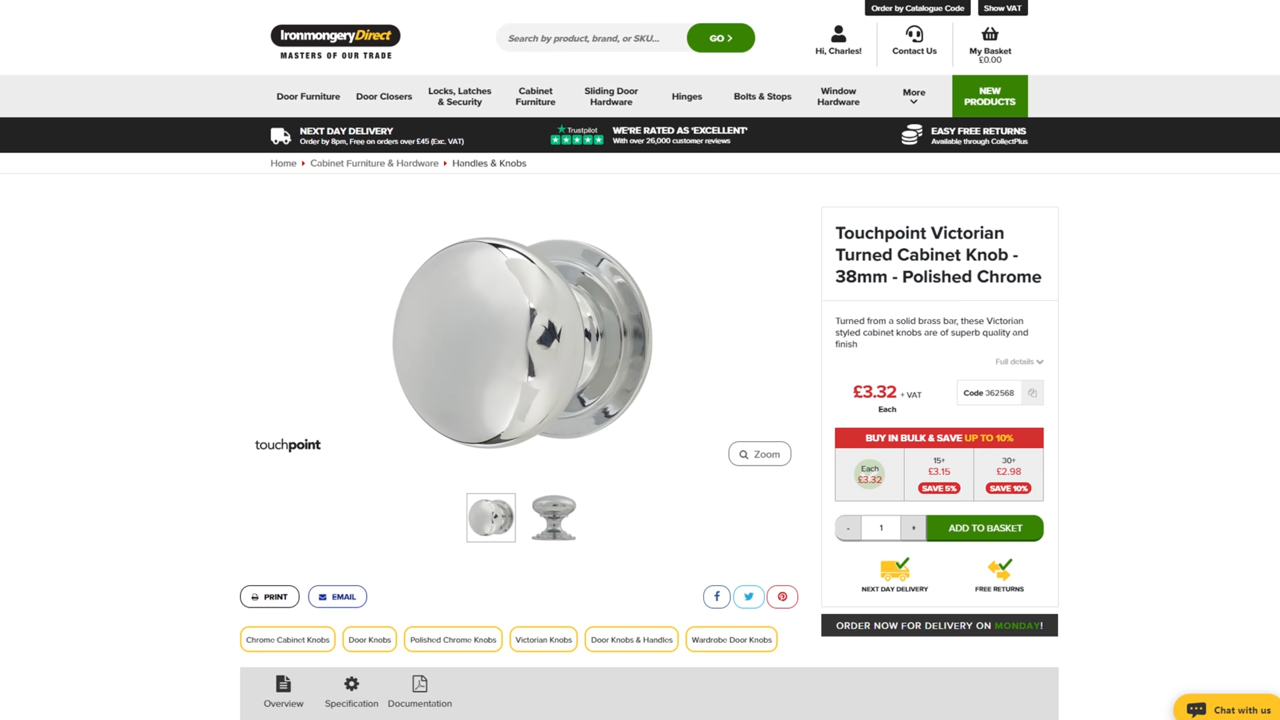 Order by Catalogue Code
Show VAT
IronmongeryDirect
MASTERS OF OUR TRADE
Search by product, brand, or SKU...
GO >
Hi, Charles!
Contact Us
My Basket
£0.00
Door Furniture
Door Closers
Locks, Latches
& Security
Cabinet
Furniture
Sliding Door
Hardware
Hinges
Bolts & Stops
Window
Hardware
More
NEW
PRODUCTS
NEXT DAY DELIVERY
Order by 8pm, Free on orders over £45 (Exc. VAT)
Trustpilot
WE'RE RATED AS 'EXCELLENT'
With over 26,000 customer reviews
EASY FREE RETURNS
Available through CollectPlus
Home
Cabinet Furniture & Hardware
Handles & Knobs
Touchpoint Victorian
Turned Cabinet Knob -
38mm - Polished Chrome
Turned from a solid brass bar, these Victorian
styled cabinet knobs are of superb quality and
finish
Full details
£3.32 + VAT
Each
Code 362568
BUY IN BULK & SAVE UP TO 10%
Each
£3.32
15+
£3.15
SAVE 5%
30+
£2.98
SAVE 10%
- 1 +
ADD TO BASKET
NEXT DAY DELIVERY
FREE RETURNS
ORDER NOW FOR DELIVERY ON MONDAY!
touchpoint
Zoom
PRINT
EMAIL
Chrome Cabinet Knobs
Door Knobs
Polished Chrome Knobs
Victorian Knobs
Door Knobs & Handles
Wardrobe Door Knobs
Overview
Specification
Documentation
Chat with us